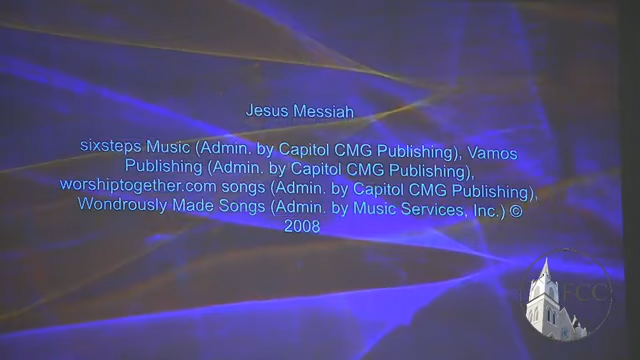 Jesus Messiah
sixsteps Music (Admin. by Capitol CMG Publishing), Vamos
Publishing (Admin. by Capitol CMG Publishing),
worshiptogether.com songs (Admin. by Capitol CMG Publishing),
Wondrously Made Songs (Admin. by Music Services, Inc.) ©
2008
FCC